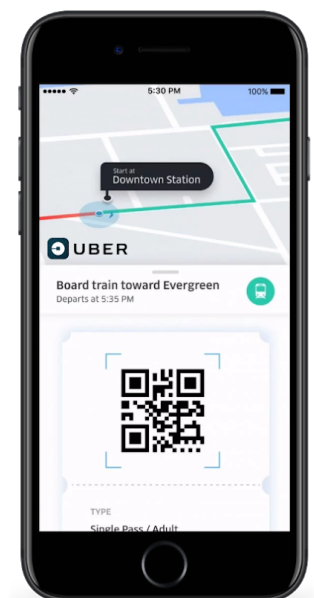 5:30 PM
100%
Start at
Downtown Station
UBER
Board train toward Evergreen
Departs at 5:35 PM
TYPE
Single Pass / Adult